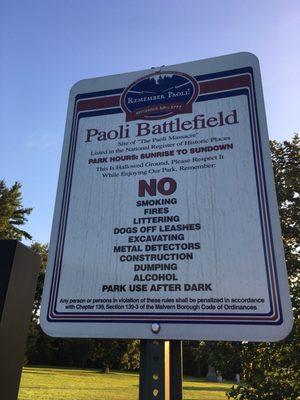 REMEMBER PAOLI!
Paoli Battlefield
Site of "The Paoli Massacre"
Listed in the National Register of Historic Places
PARK HOURS: SUNRISE TO SUNDOWN
This Is Hallowed Ground, Please Respect It
While Enjoying Our Park, Remember:
NO
SMOKING
FIRES
LITTERING
DOGS OFF LEASHES
EXCAVATING
METAL DETECTORS
CONSTRUCTION
DUMPING
ALCOHOL
PARK USE AFTER DARK
Any person or persons in violation of these rules shall be penalized in accordance
with Chapter 139, Section 139-3 of the Malvern Borough Code of Ordinances